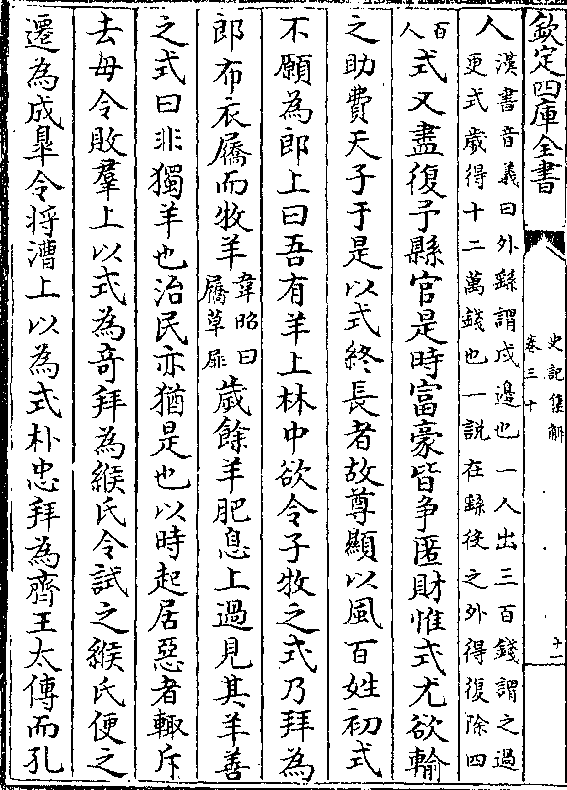 欽定四庫全書
史記集解
卷三十
十二
人漢書音義曰外繇謂戍邊也一人出三百錢謂之過
更式歲得十二萬錢也一說在繇役之外得復除四
百人式又盡復予縣官是時富豪皆爭匿財惟式尤欲輸
之助費天子于是以式終長者故尊顯以風百姓初式
不願為郎上曰吾有羊上林中欲令子牧之式乃拜為
郎布衣屩而牧羊韋昭曰屩草屝歲餘羊肥息上過見其羊善
之式曰非獨羊也治民亦猶是也以時起居惡者輙斥
去毋令敗羣上以式為奇拜為緱氏令試之緱氏便之
遷為成臯令將漕上以為式朴忠拜為齊王太傅而孔